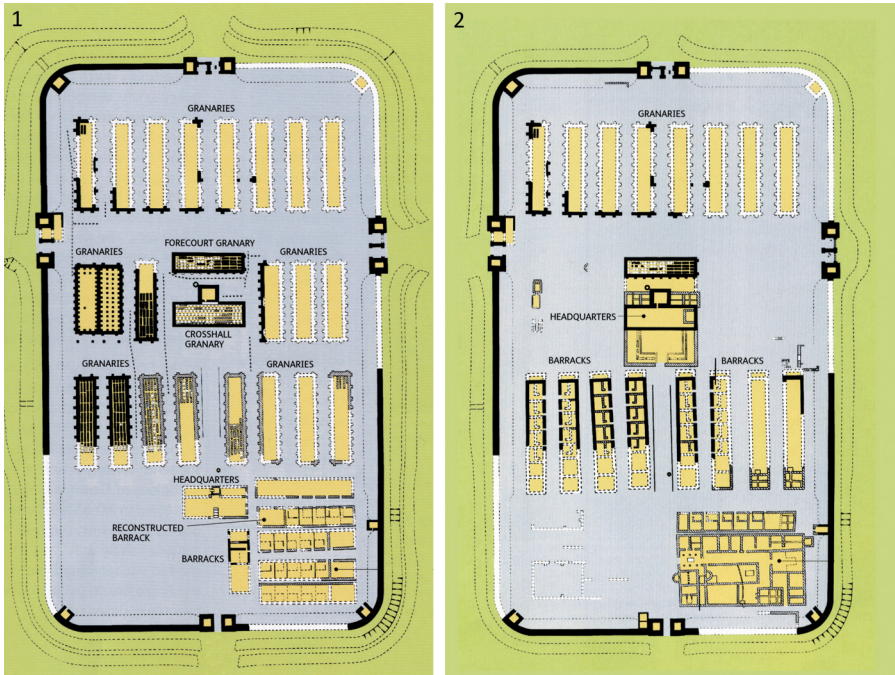 1
GRANARIES
GRANARIES
FORECOURT GRANARY
GRANARIES
CROSSHALL
GRANARY
GRANARIES
GRANARIES
HEADQUARTERS
RECONSTRUCTED
BARRACK
BARRACKS
2
GRANARIES
HEADQUARTERS
BARRACKS
BARRACKS